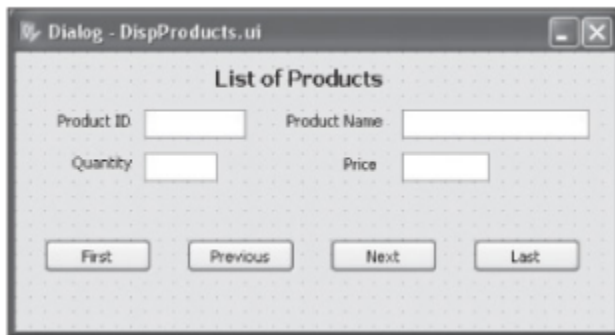 Dialog - DispProducts.ui
List of Products
Product ID Product Name
Quantity Price
First Previous Next Last